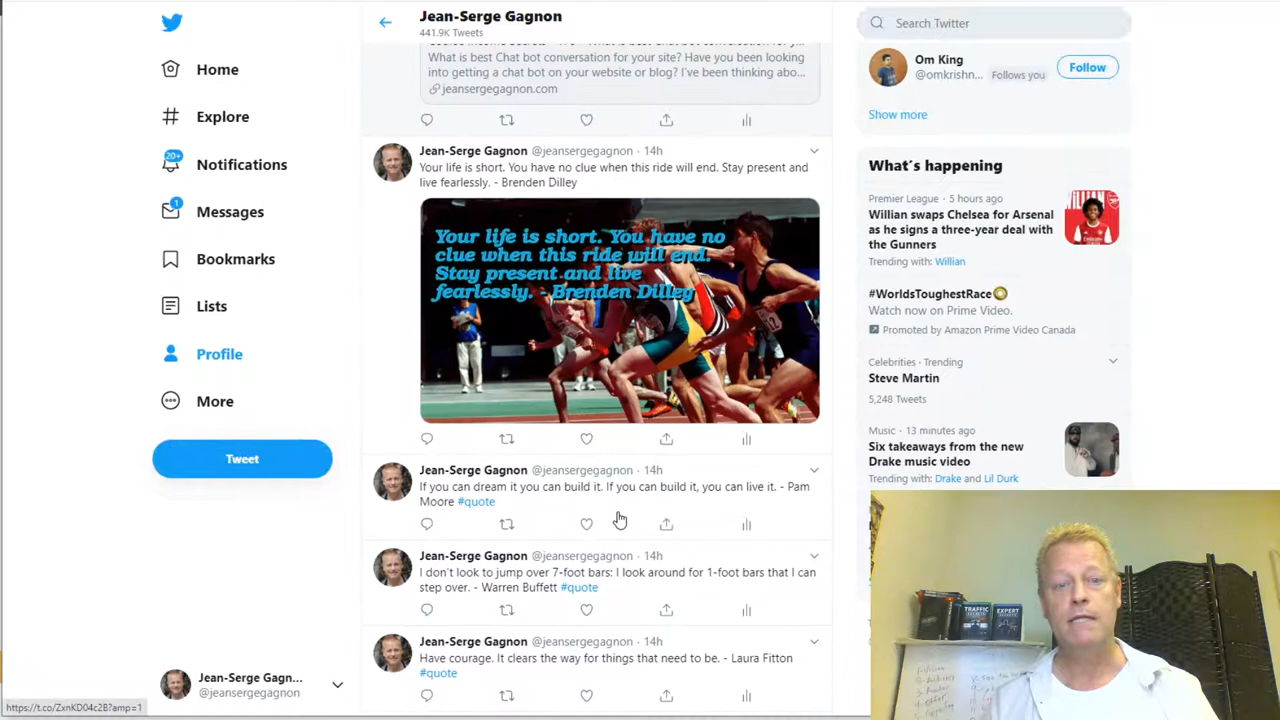 Jean-Serge Gagnon
441.9K Tweets
Home
Explore
20+
Notifications
1
Messages
Bookmarks
Lists
Profile
More
Tweet
Jean-Serge Gagn...
@jeansergegagnon
https://t.co/ZxnKD04c2B?amp=1
What is best Chat bot conversation for your site? Have you been looking
into getting a chat bot on your website or blog? I've been thinking abo...
jeansergegagnon.com
Jean-Serge Gagnon @jeansergegagnon · 14h
Your life is short. You have no clue when this ride will end. Stay present and
live fearlessly. - Brenden Dilley
Your life is short. You have no
clue when this ride will end.
Stay present and live
fearlessly. - Brenden Dilley
Jean-Serge Gagnon @jeansergegagnon · 14h
If you can dream it you can build it. If you can build it, you can live it. - Pam
Moore #quote
Jean-Serge Gagnon @jeansergegagnon · 14h
I don't look to jump over 7-foot bars: I look around for 1-foot bars that I can
step over. - Warren Buffett #quote
Jean-Serge Gagnon @jeansergegagnon · 14h
Have courage. It clears the way for things that need to be. - Laura Fitton
#quote
Search Twitter
Om King
@omkrishn... Follows you
Follow
Show more
What's happening
Premier League · 5 hours ago
Willian swaps Chelsea for Arsenal
as he signs a three-year deal with
the Gunners
Trending with: Willian
#WorldsToughestRace
Watch now on Prime Video.
Promoted by Amazon Prime Video Canada
Celebrities · Trending
Steve Martin
5,248 Tweets
Music · 13 minutes ago
Six takeaways from the new
Drake music video
Trending with: Drake and Lil Durk
TRAFFIC
SECRETS
EXPERT
SECRETS